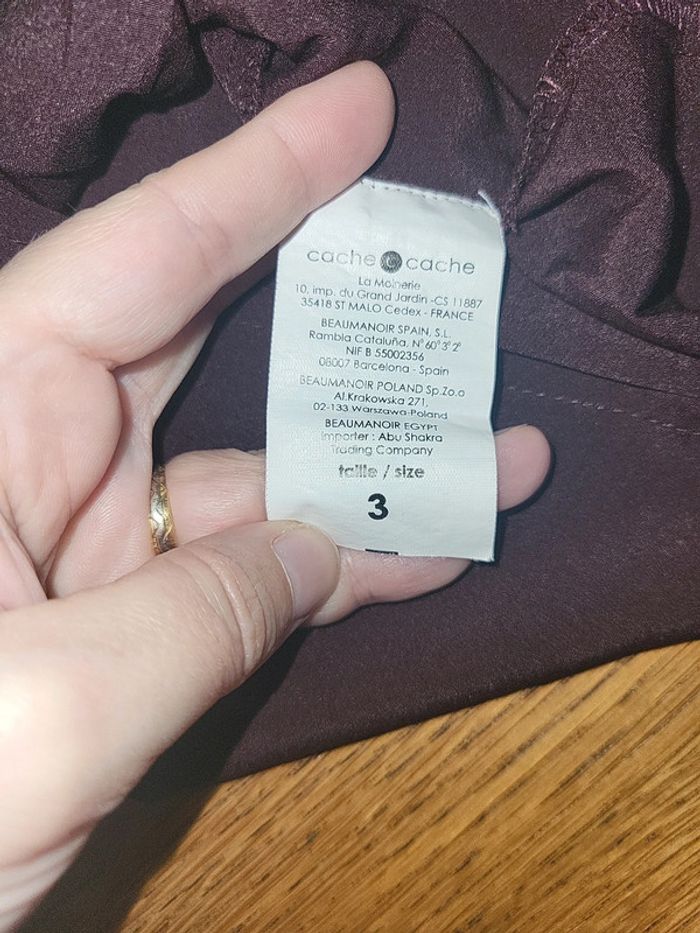 cache cache
La Moinerie
10, imp. du Grand Jardin -CS 11887
35418 ST MALO Cedex - FRANCE
BEAUMANOIR SPAIN, S.L.
Rambla Cataluña, N°60°3°2°
NIF B 55002356
08007 Barcelona - Spain
BEAUMANOIR POLAND Sp.Zo.o
Al.Krakowska 271,
02-133 Warszawa-Poland
BEAUMANOIR EGYPT
Importer : Abu Shakra
Trading Company
taille / size
3